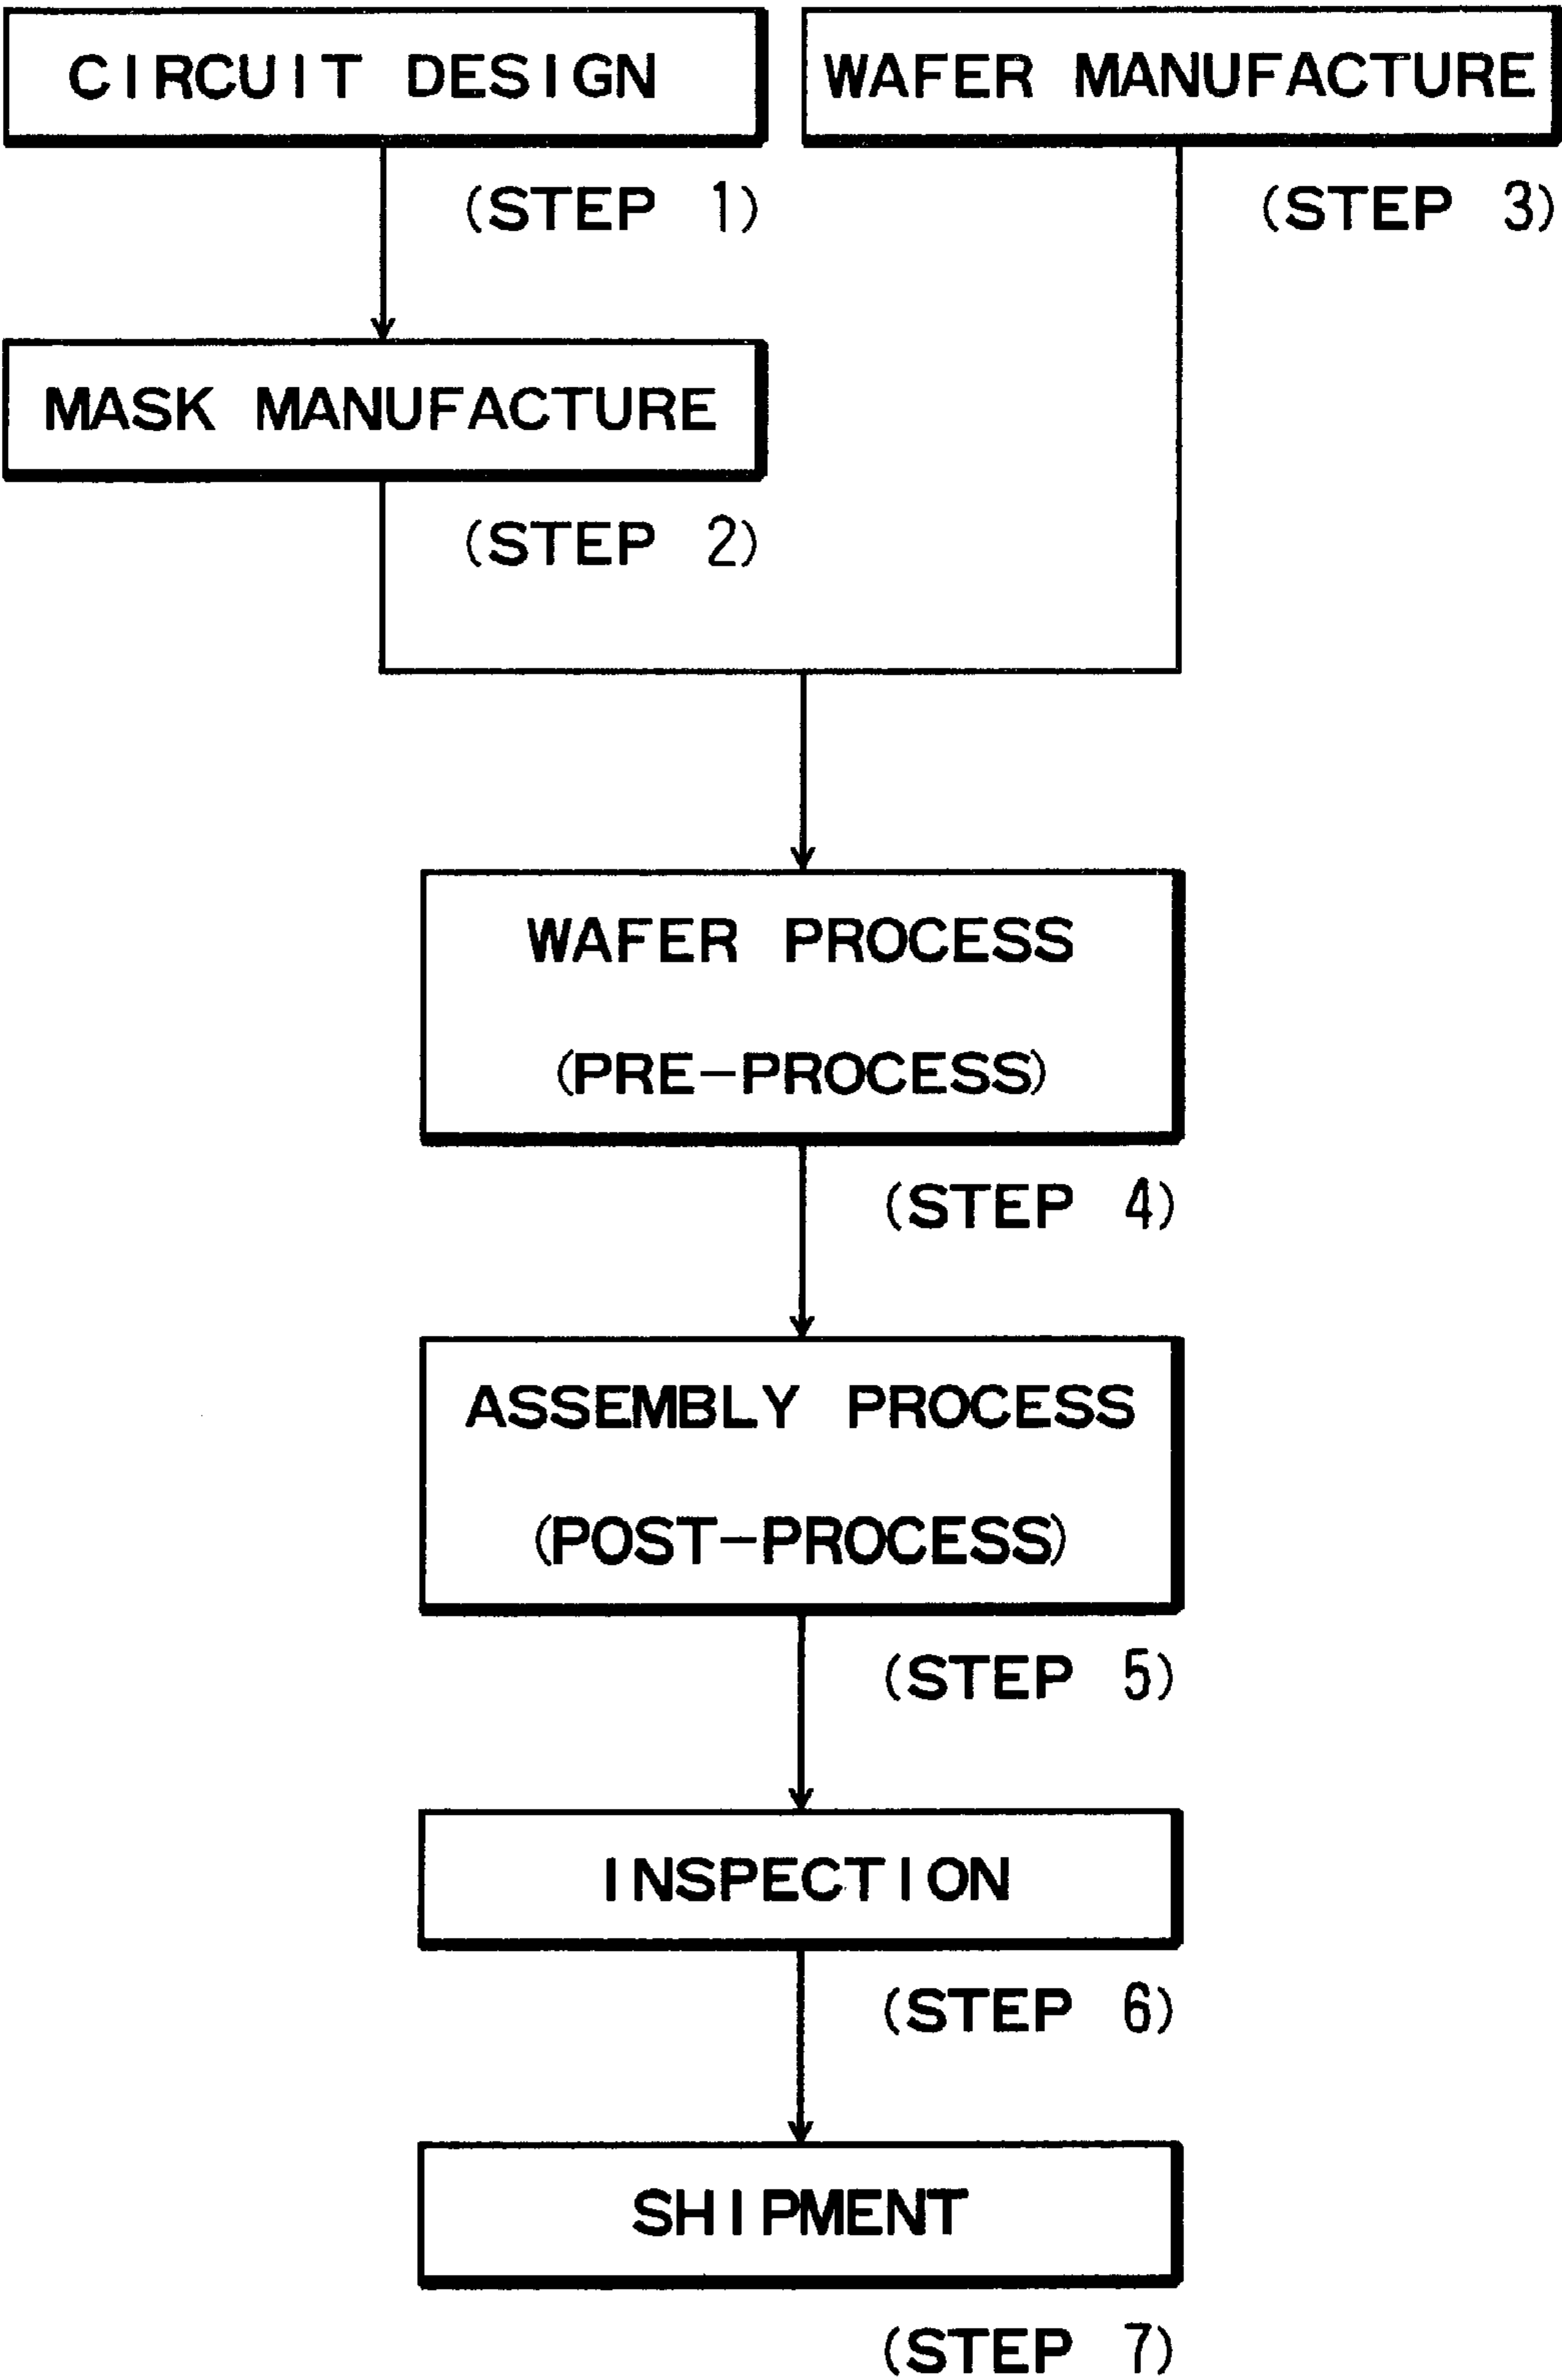 CIRCUIT DESIGN
(STEP 1)
WAFER MANUFACTURE
(STEP 3)
MASK MANUFACTURE
(STEP 2)
WAFER PROCESS
(PRE-PROCESS)
(STEP 4)
ASSEMBLY PROCESS
(POST-PROCESS)
(STEP 5)
INSPECTION
(STEP 6)
SHIPMENT
(STEP 7)